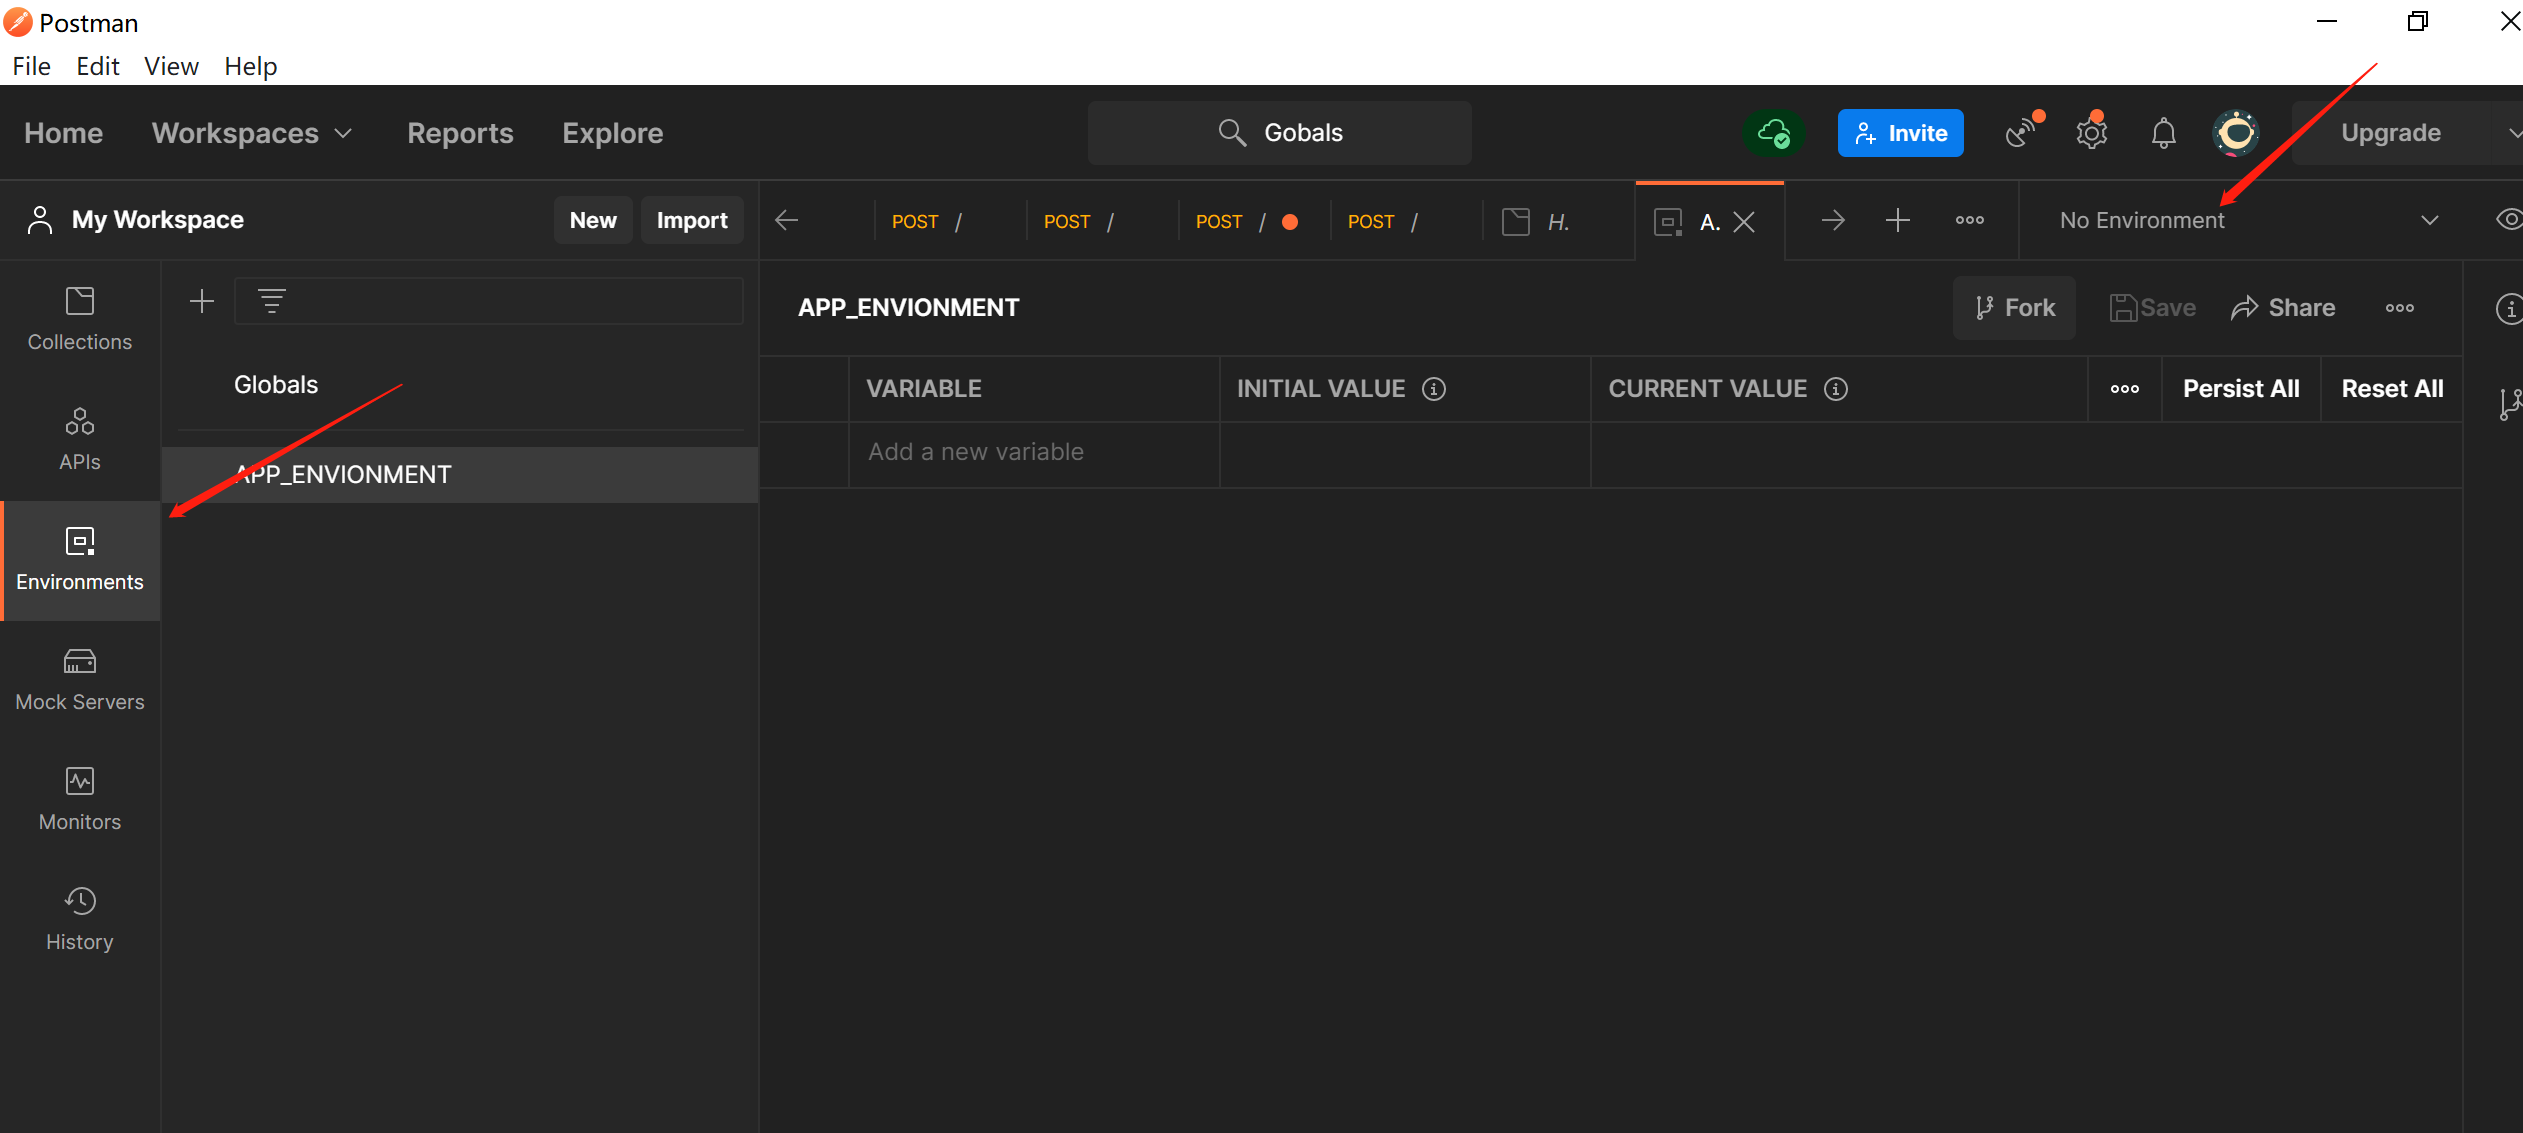 Postman
File Edit View Help
Home Workspaces Reports Explore Gobals Invite Upgrade
My Workspace New Import POST / POST / POST / POST / H. A. No Environment
Collections
APIs
Environments
Mock Servers
Monitors
History
Globals
APP_ENVIONMENT
APP_ENVIONMENT Fork Save Share
VARIABLE INITIAL VALUE CURRENT VALUE Persist All Reset All
Add a new variable